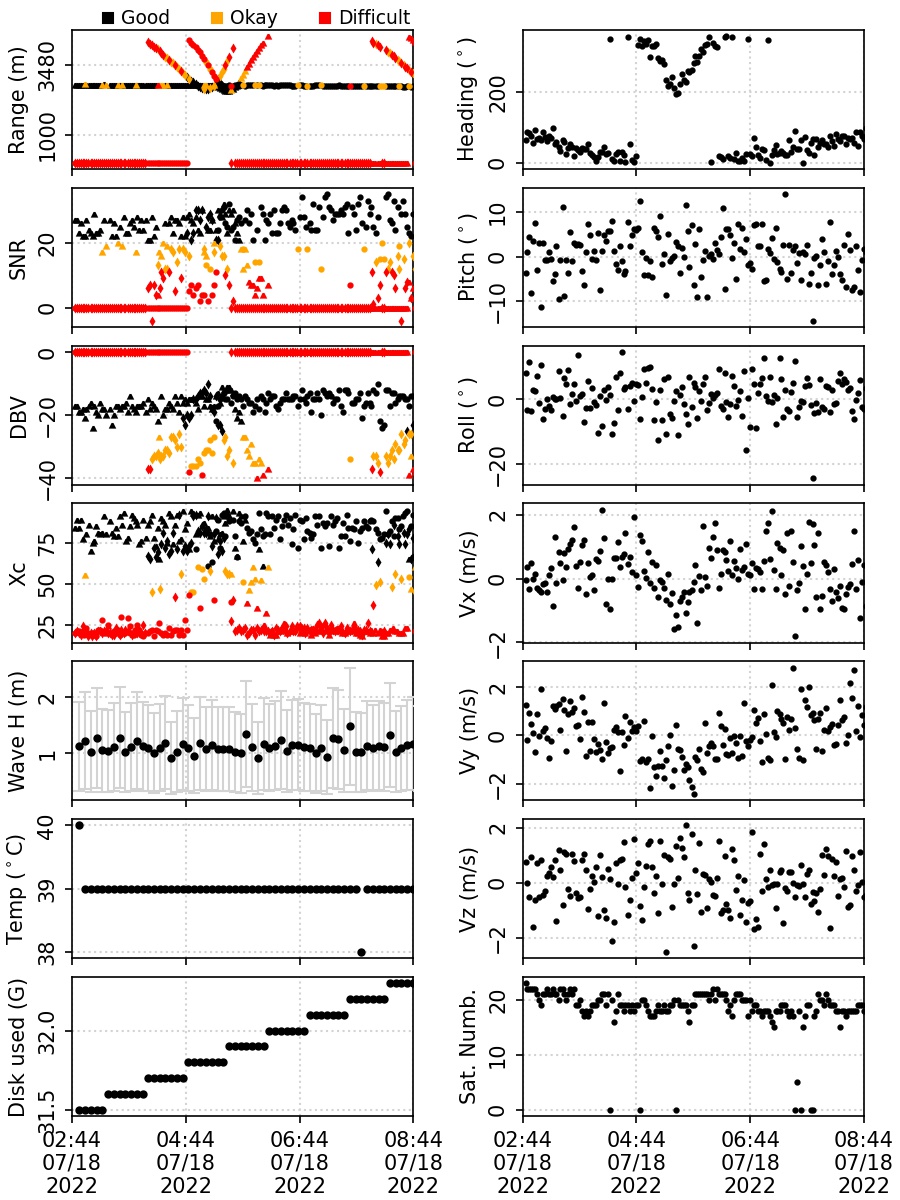 Good Okay Difficult
Range (m)
3480
1000
Heading (°)
200
0
SNR
20
0
Pitch (°)
10
0
−10
DBV
0
−20
−40
Roll (°)
0
−20
Xc
75
50
25
Vx (m/s)
2
0
−2
Wave H (m)
2
1
Vy (m/s)
2
0
−2
Temp (°C)
40
39
38
Vz (m/s)
2
0
−2
Disk used (G)
32.0
31.5
Sat. Numb.
20
10
0
02:44 04:44 06:44 08:44 02:44 04:44 06:44 08:44
07/18 07/18 07/18 07/18 07/18 07/18 07/18 07/18
2022 2022 2022 2022 2022 2022 2022 2022